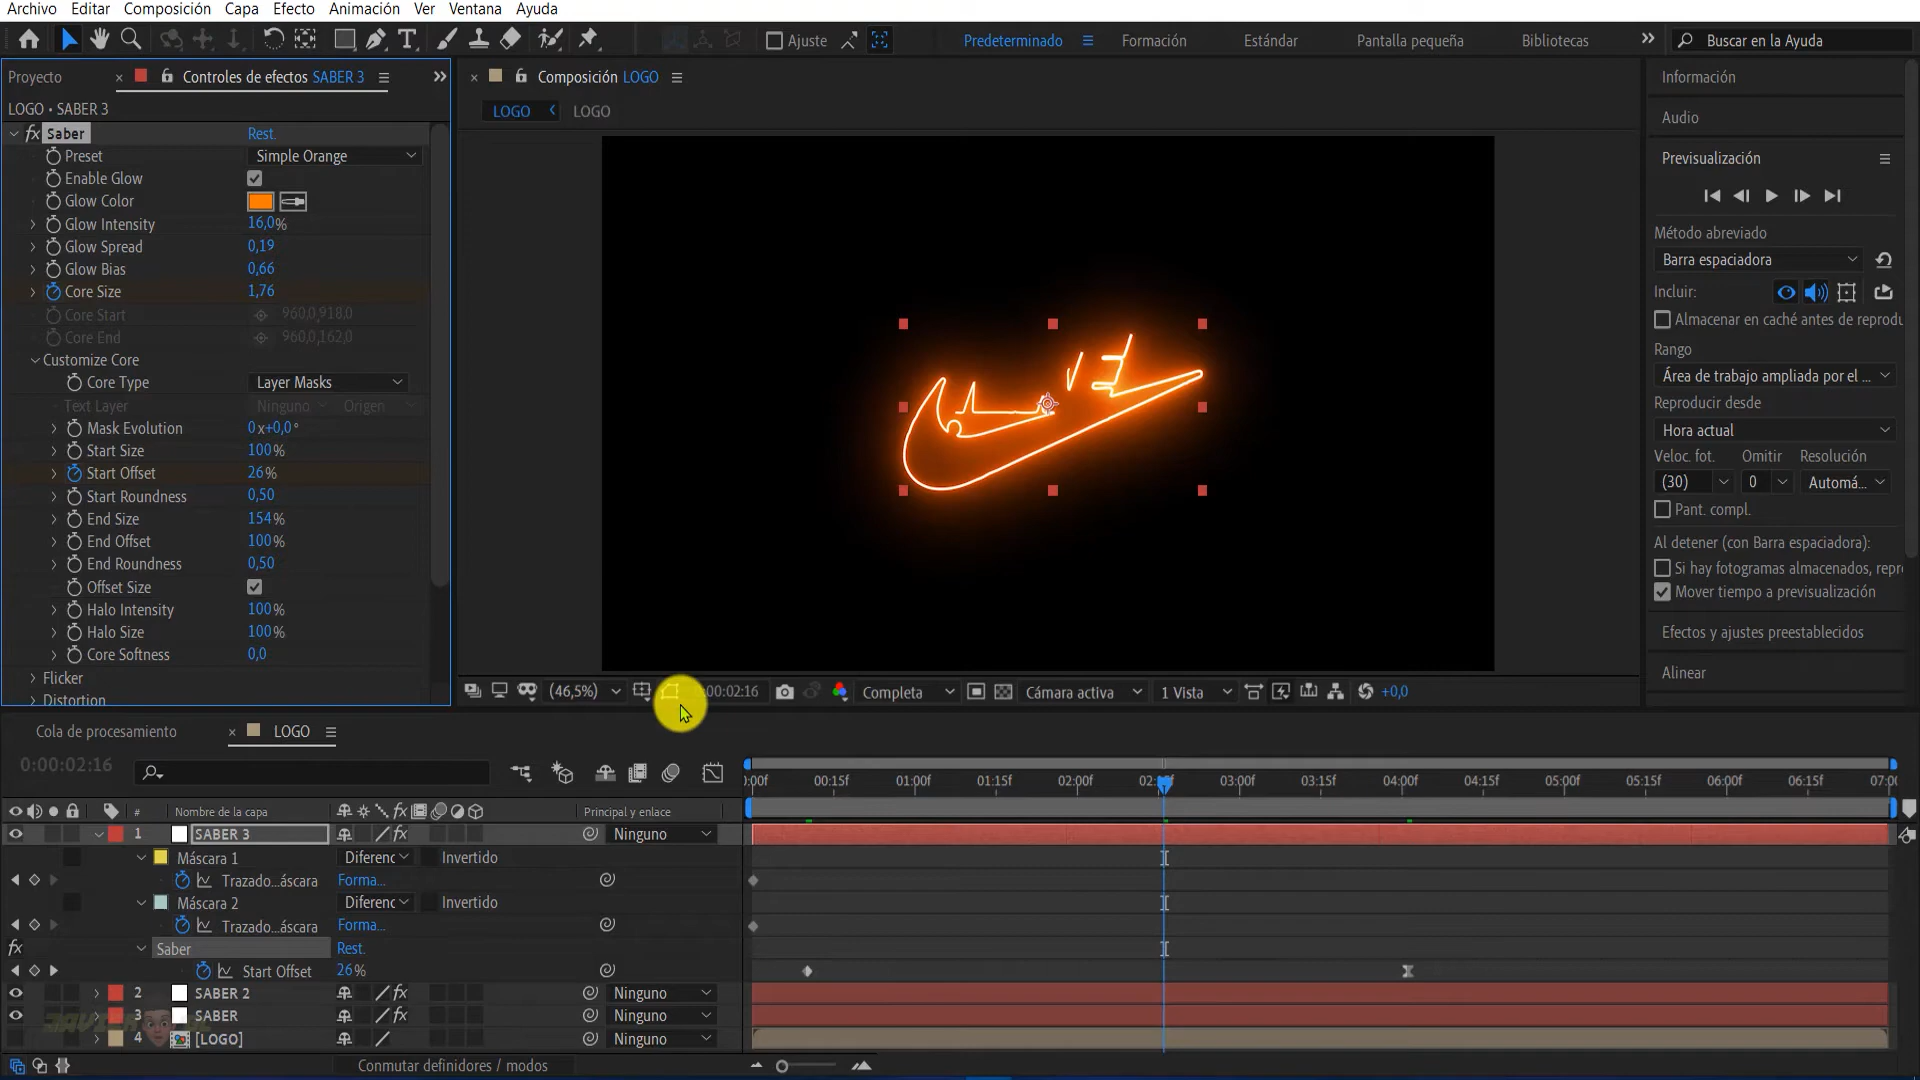 Archivo Editar Composición Capa Efecto Animación Ver Ventana Ayuda
Ajuste Predeterminado Formación Estándar Pantalla pequeña Bibliotecas Buscar en la Ayuda
Proyecto Controles de efectos SABER 3
Composición LOGO
Información
LOGO • SABER 3
LOGO LOGO
Audio
fx Saber Rest.
Preset Simple Orange
Previsualización
Enable Glow
Glow Color
Glow Intensity 16,0%
Método abreviado
Glow Spread 0,19
Barra espaciadora
Glow Bias 0,66
Incluir:
Core Size 1,76
Almacenar en caché antes de reprodu
Core Start 960,0,918,0
Core End 960,0,162,0
Rango
Customize Core
Área de trabajo ampliada por el ...
Core Type Layer Masks
Reproducir desde
Text Layer Ninguno Origen
Hora actual
Mask Evolution 0x+0,0°
Start Size 100%
Veloc. fot. Omitir Resolución
Start Offset 26%
(30) 0 Automá...
Start Roundness 0,50
Pant. compl.
End Size 154%
Al detener (con Barra espaciadora):
End Offset 100%
Si hay fotogramas almacenados, repr
End Roundness 0,50
Mover tiempo a previsualización
Offset Size
Halo Intensity 100%
Efectos y ajustes preestablecidos
Halo Size 100%
Core Softness 0,0
Alinear
Flicker
Distortion
(46,5%) 0:00:02:16 Completa Cámara activa 1 Vista +0,0
Cola de procesamiento LOGO
0:00:02:16
:00f 00:15f 01:00f 01:15f 02:00f 02: 03:00f 03:15f 04:00f 04:15f 05:00f 05:15f 06:00f 06:15f 07:0
# Nombre de la capa fx Principal y enlace
1 SABER 3 fx Ninguno
Máscara 1 Diferenc Invertido
Trazado...áscara Forma...
Máscara 2 Diferenc Invertido
Trazado...áscara Forma...
fx Saber Rest.
Start Offset 26%
2 SABER 2 fx Ninguno
3 SABER fx Ninguno
4 [LOGO] Ninguno
Conmutar definidores / modos